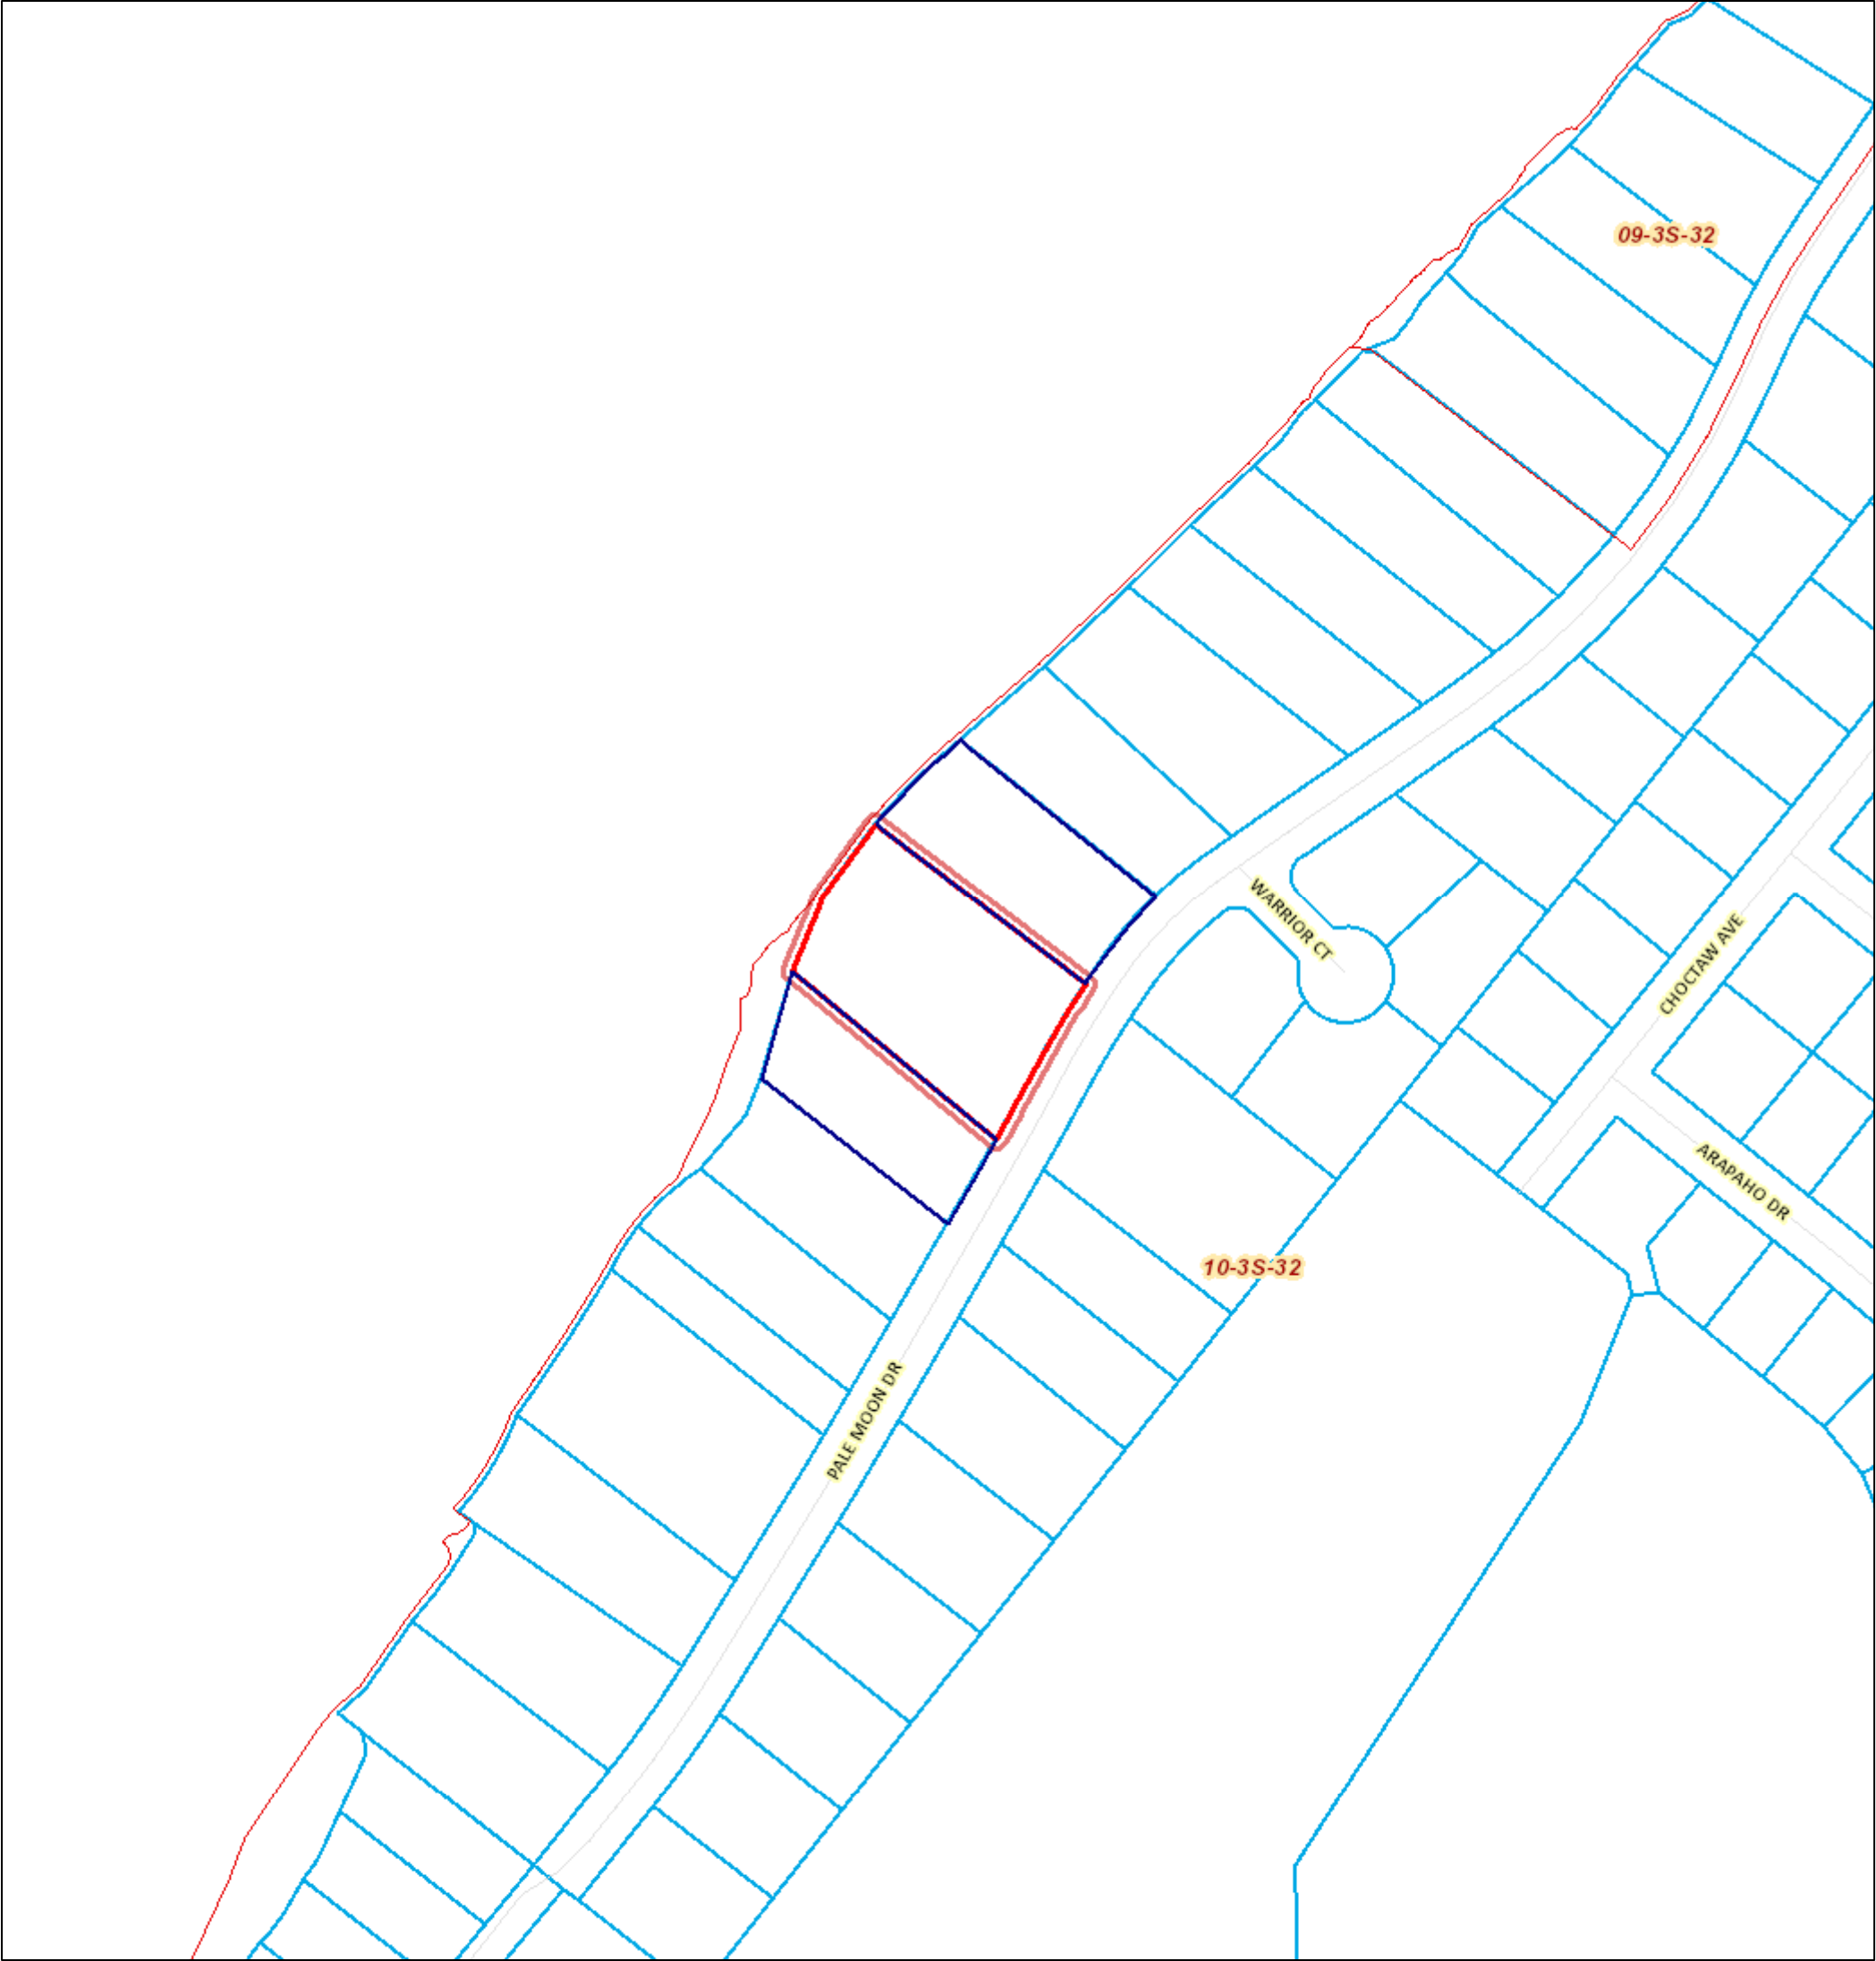 09-3S-32
WARRIOR CT
CHOCTAW AVE
ARAPAHO DR
10-3S-32
PALE MOON DR